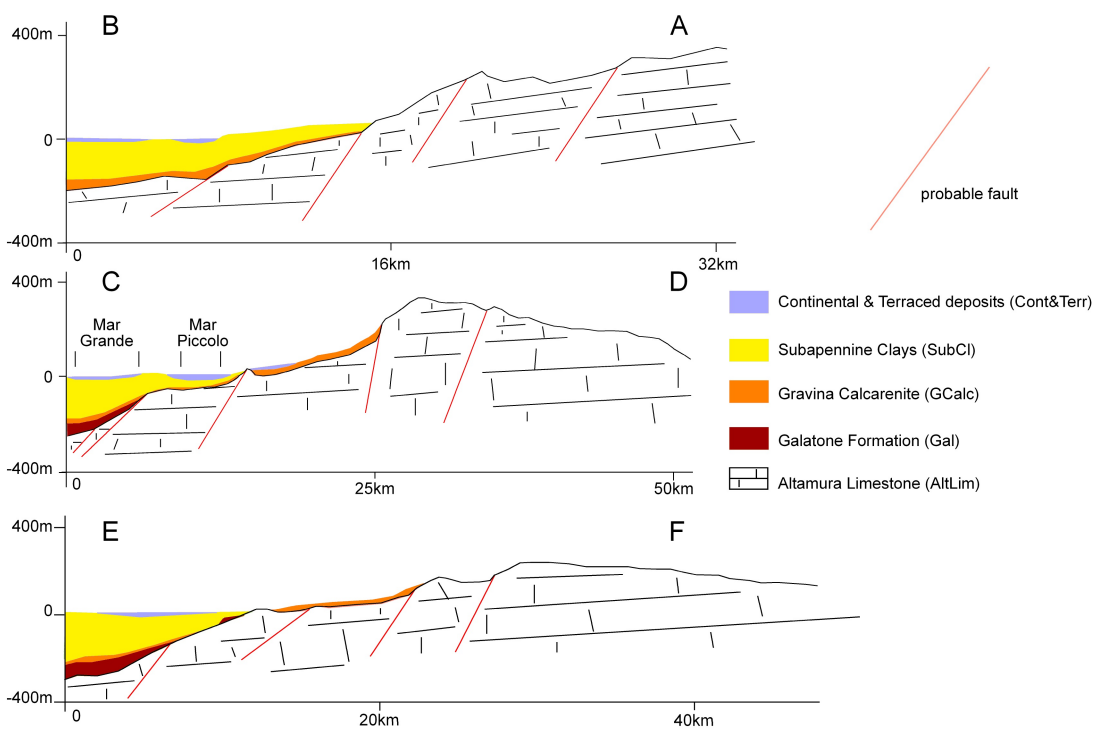 B
A
400m
0
-400m
0
16km
32km
probable fault
C
D
400m
Mar
Grande
Mar
Piccolo
0
-400m
0
25km
50km
Continental & Terraced deposits (Cont&Terr)
Subapennine Clays (SubCl)
Gravina Calcarenite (GCalc)
Galatone Formation (Gal)
Altamura Limestone (AltLim)
E
F
400m
0
-400m
0
20km
40km